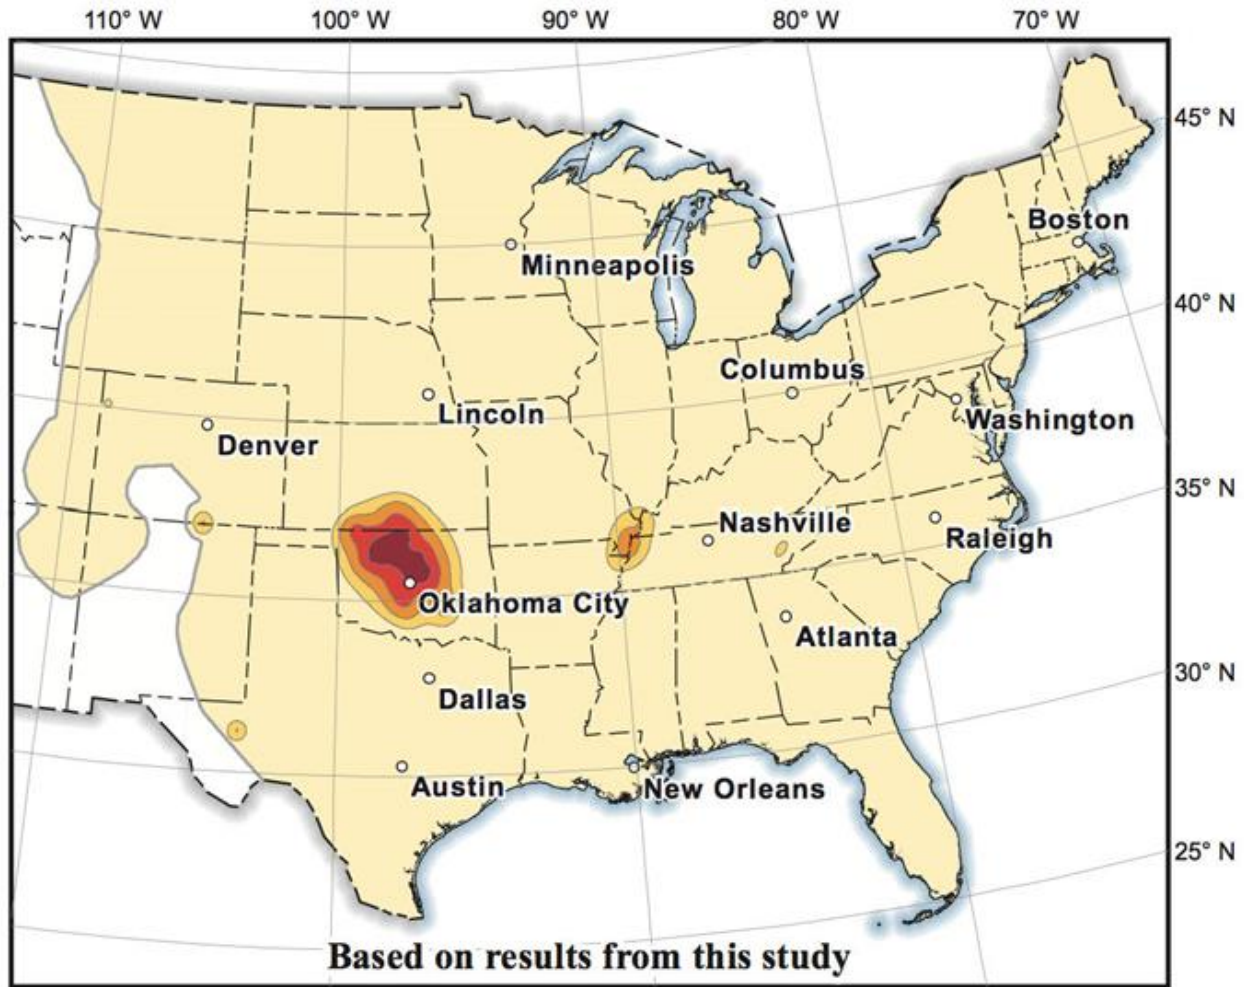 110° W 100° W 90° W 80° W 70° W
45° N
Boston
Minneapolis
40° N
Columbus
Lincoln
Washington
Denver
35° N
Nashville
Raleigh
Oklahoma City
Atlanta
30° N
Dallas
Austin
New Orleans
25° N
Based on results from this study